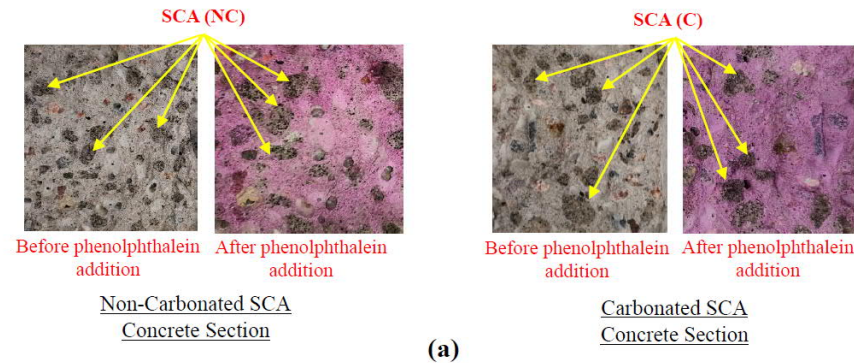 SCA (NC)
Before phenolphthalein
addition
After phenolphthalein
addition
Non-Carbonated SCA
Concrete Section
SCA (C)
Before phenolphthalein
addition
After phenolphthalein
addition
Carbonated SCA
Concrete Section
(a)